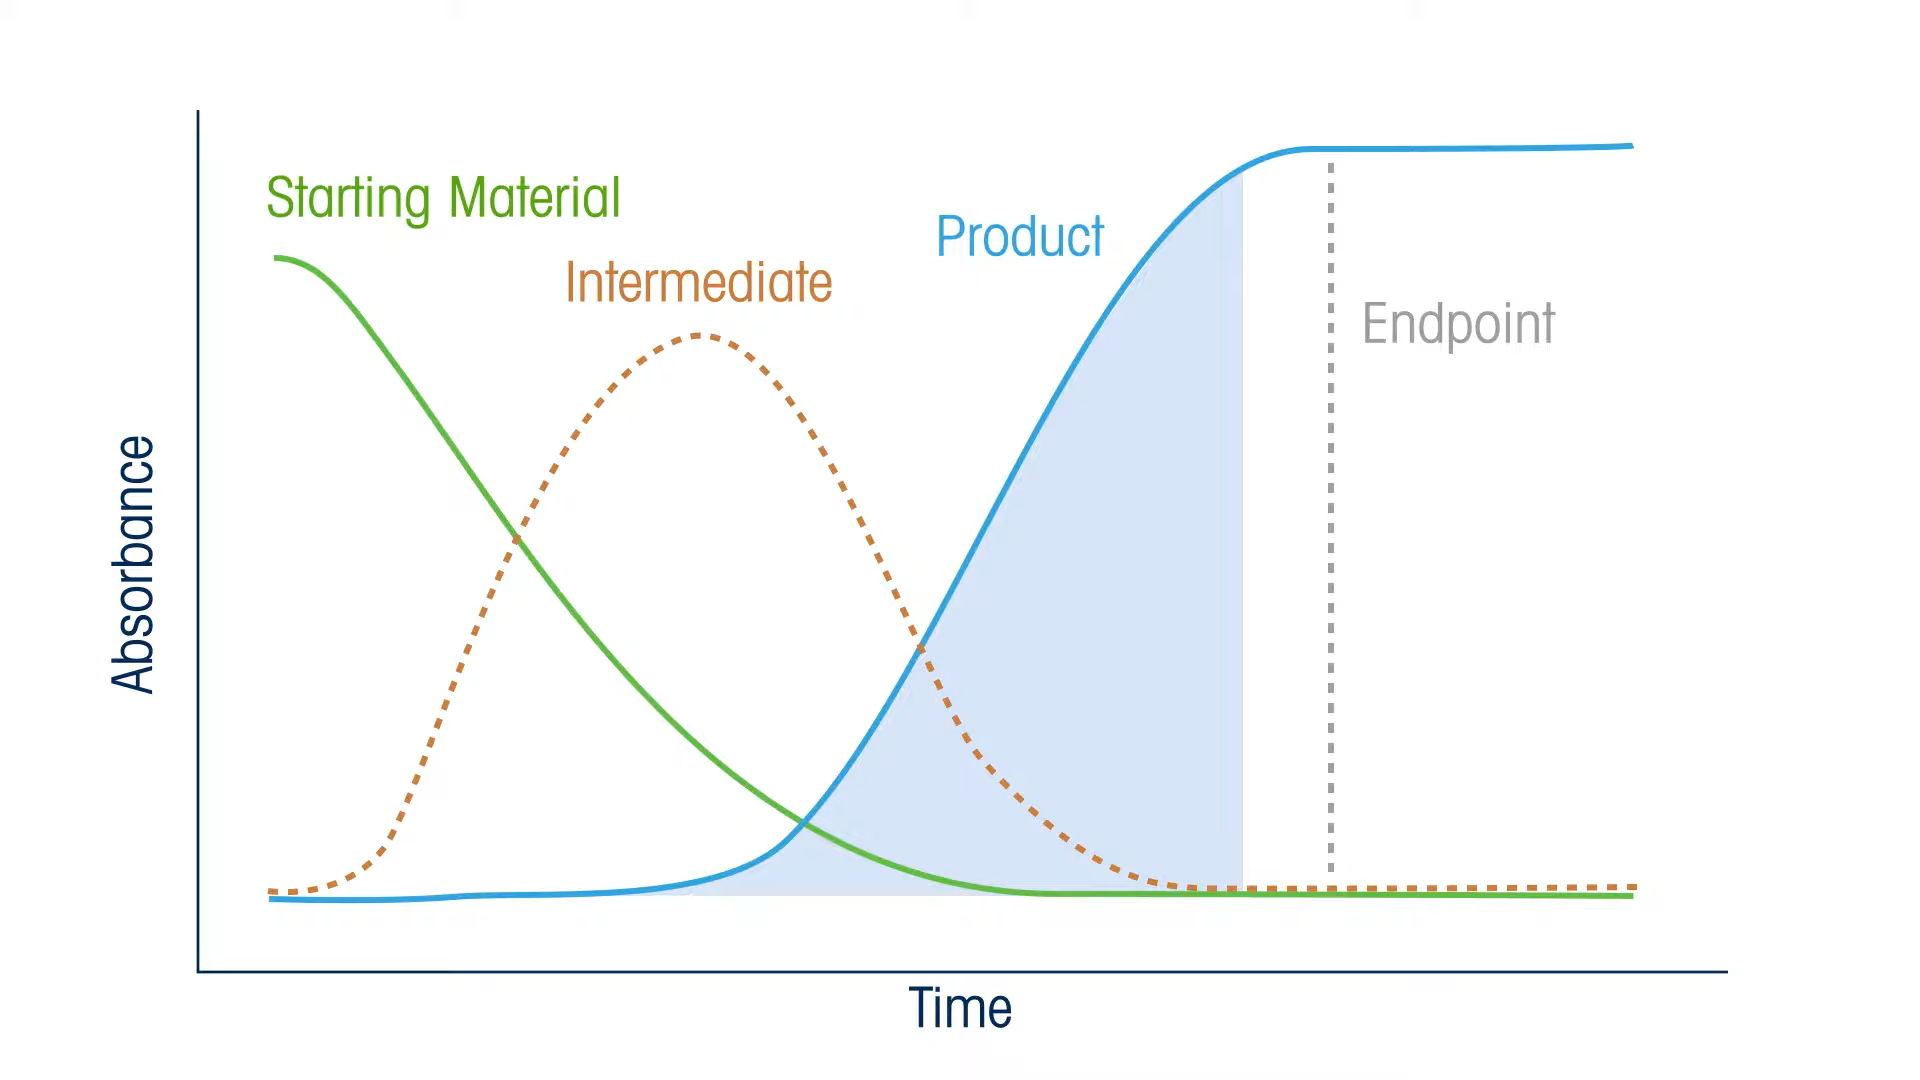 Starting Material
Intermediate
Product
Endpoint
Absorbance
Time